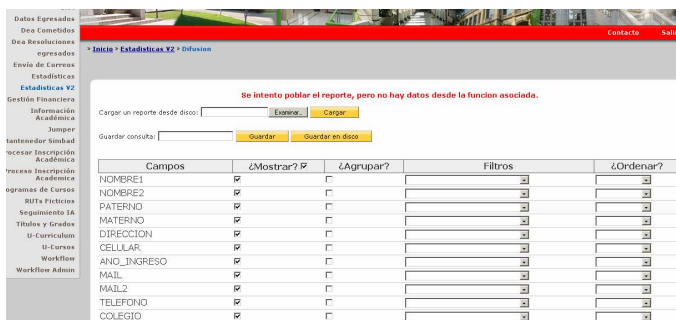 Datos Egresados
Dea Cometidos
Dea Resoluciones
egresados
Envío de Correos
Estadísticas
Estadisticas V2
Gestión Financiera
Información
Académica
Jumper
Mantenedor Simbad
Procesar Inscripción
Académica
Proceso Inscripción
Academica
Programas de Cursos
RUTs Ficticios
Seguimiento IA
Títulos y Grados
U-Curriculum
U-Cursos
Workflow
Workflow Admin
Contacto Sali
» Inicio » Estadisticas V2 » Difusion
Se intento poblar el reporte, pero no hay datos desde la funcion asociada.
Cargar un reporte desde disco: Examinar... Cargar
Guardar consulta: Guardar Guardar en disco
Campos ¿Mostrar? ¿Agrupar? Filtros ¿Ordenar?
NOMBRE1
NOMBRE2
PATERNO
MATERNO
DIRECCION
CELULAR
ANO_INGRESO
MAIL
MAIL2
TELEFONO
COLEGIO